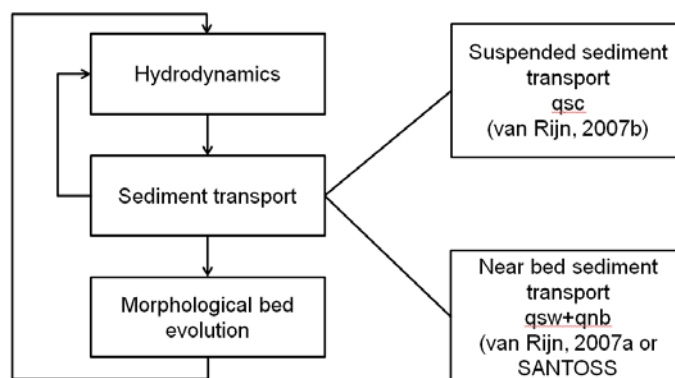 Hydrodynamics
Sediment transport
Morphological bed
evolution
Suspended sediment
transport
qsc
(van Rijn, 2007b)
Near bed sediment
transport
qsw+qnb
(van Rijn, 2007a or
SANTOSS